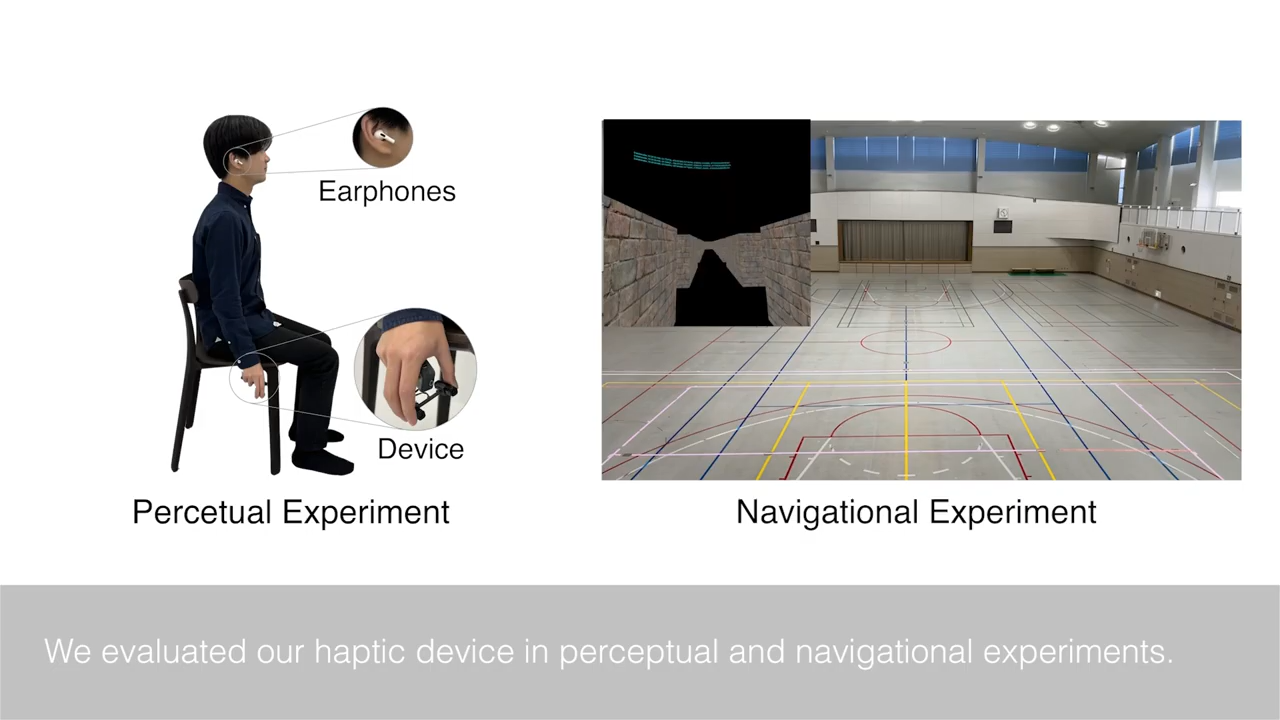 Earphones
Device
Percetual Experiment
Navigational Experiment
We evaluated our haptic device in perceptual and navigational experiments.